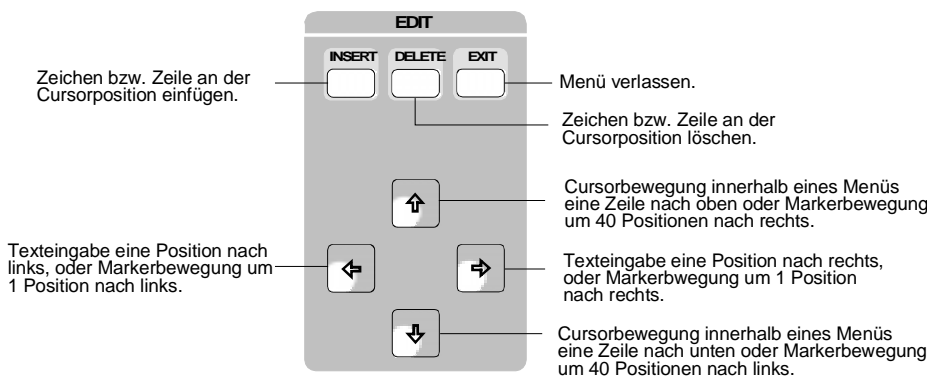 EDIT
INSERT DELETE EXIT
Zeichen bzw. Zeile an der
Cursorposition einfügen.
Menü verlassen.
Zeichen bzw. Zeile an der
Cursorposition löschen.
Cursorbewegung innerhalb eines Menüs
eine Zeile nach oben oder Markerbewegung
um 40 Positionen nach rechts.
Texteingabe eine Position nach
links, oder Markerbewegung um
1 Position nach links.
Texteingabe eine Position nach rechts,
oder Markerbwegung um 1 Position
nach rechts.
Cursorbewegung innerhalb eines Menüs
eine Zeile nach unten oder Markerbewegung
um 40 Positionen nach links.